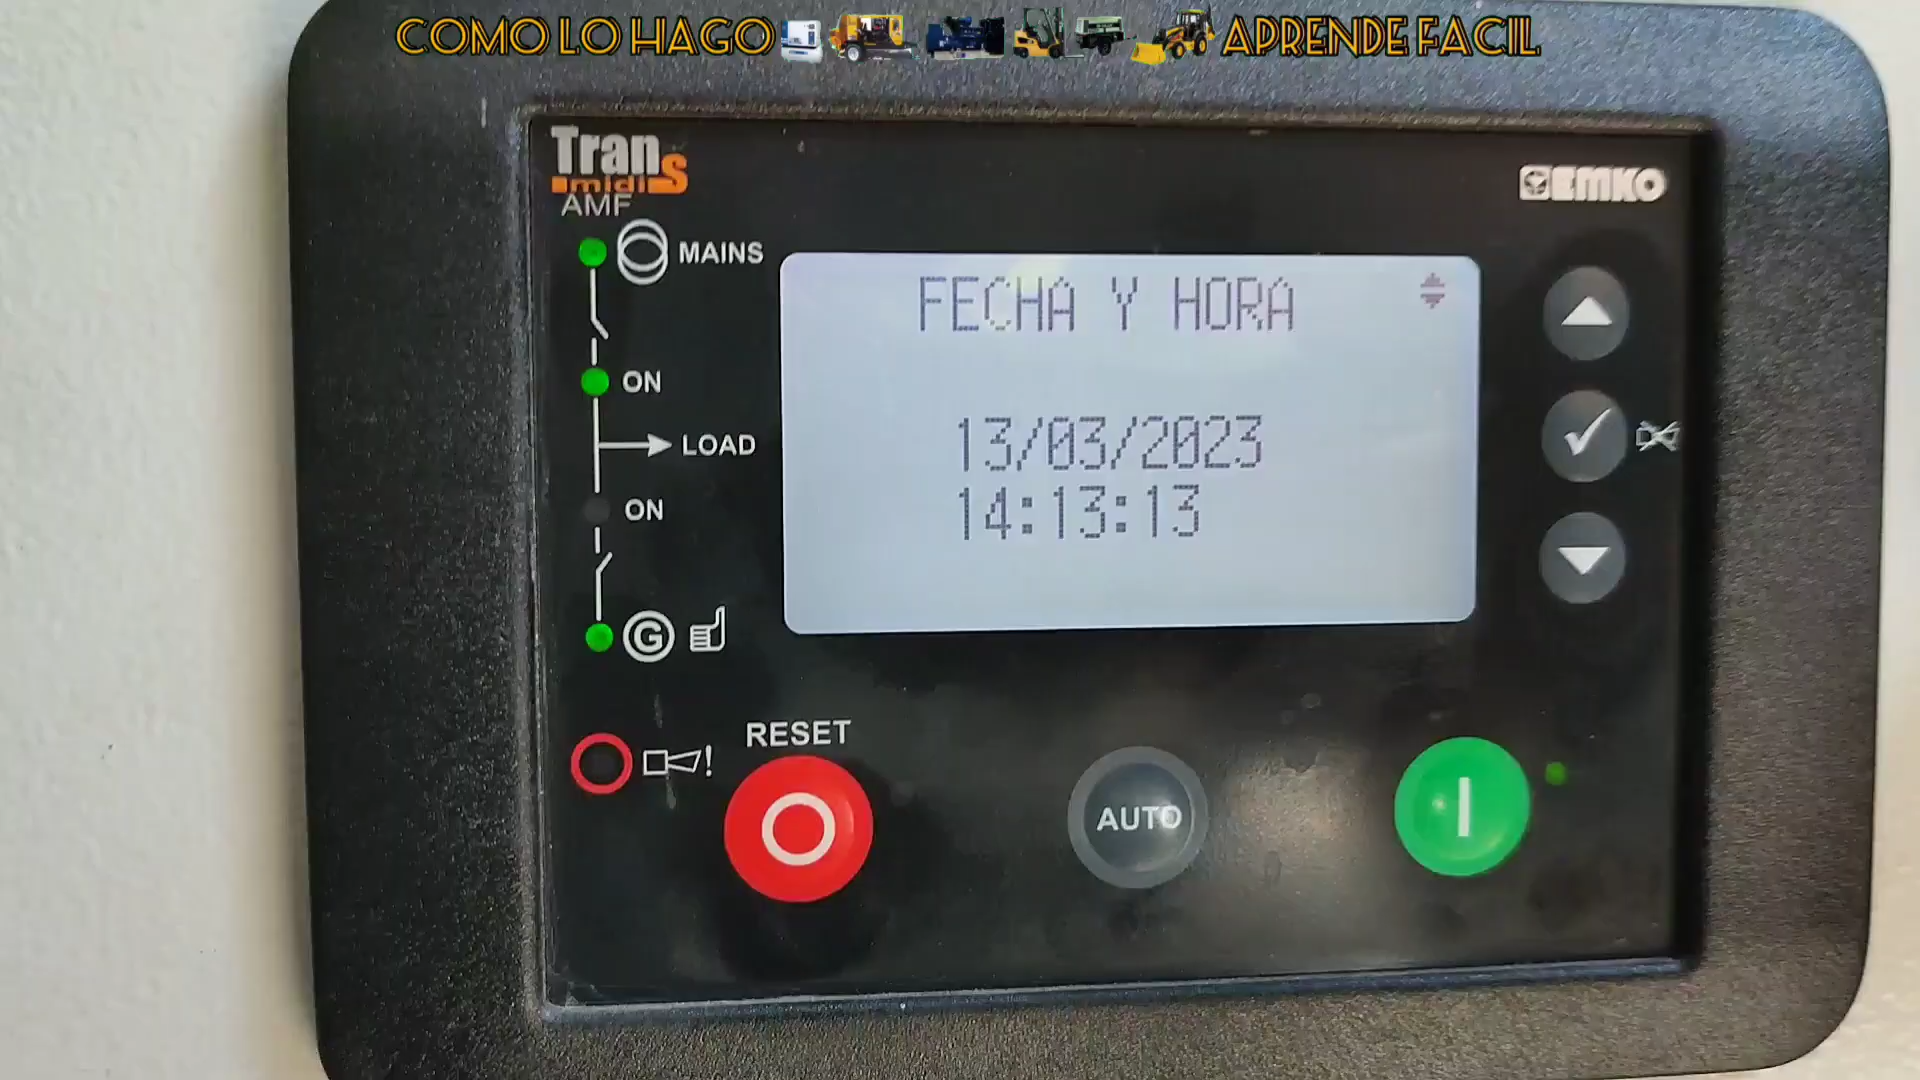 COMO LO HAGO APRENDE FACIL
Trans
midi
AMF
EMKO
MAINS
FECHA Y HORA
ON
13/03/2023
LOAD
14:13:13
ON
G
RESET
AUTO